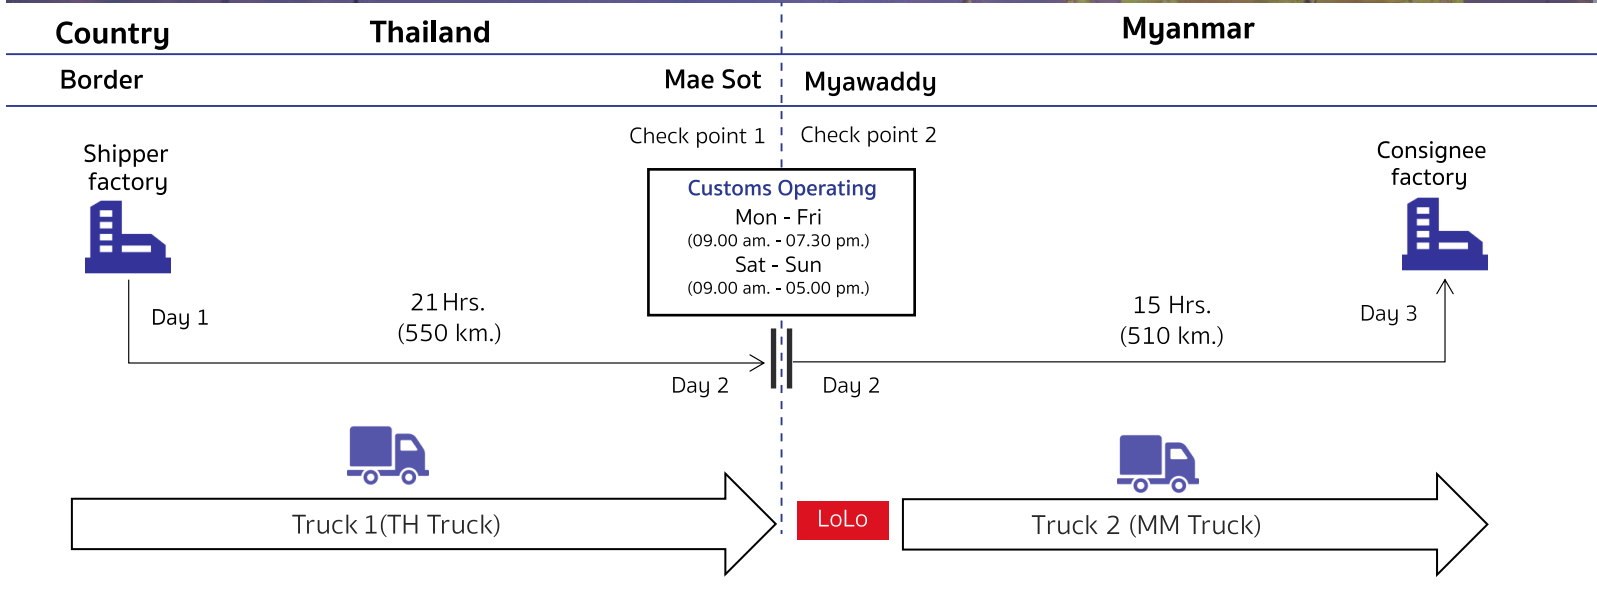 Country Thailand Myanmar
Border Mae Sot Myawaddy
Check point 1 Check point 2
Shipper
factory
Customs Operating
Mon - Fri
(09.00 am. - 07.30 pm.)
Sat - Sun
(09.00 am. - 05.00 pm.)
Consignee
factory
Day 1
21 Hrs.
(550 km.)
Day 2
Day 2
15 Hrs.
(510 km.)
Day 3
Truck 1(TH Truck)
LoLo
Truck 2 (MM Truck)